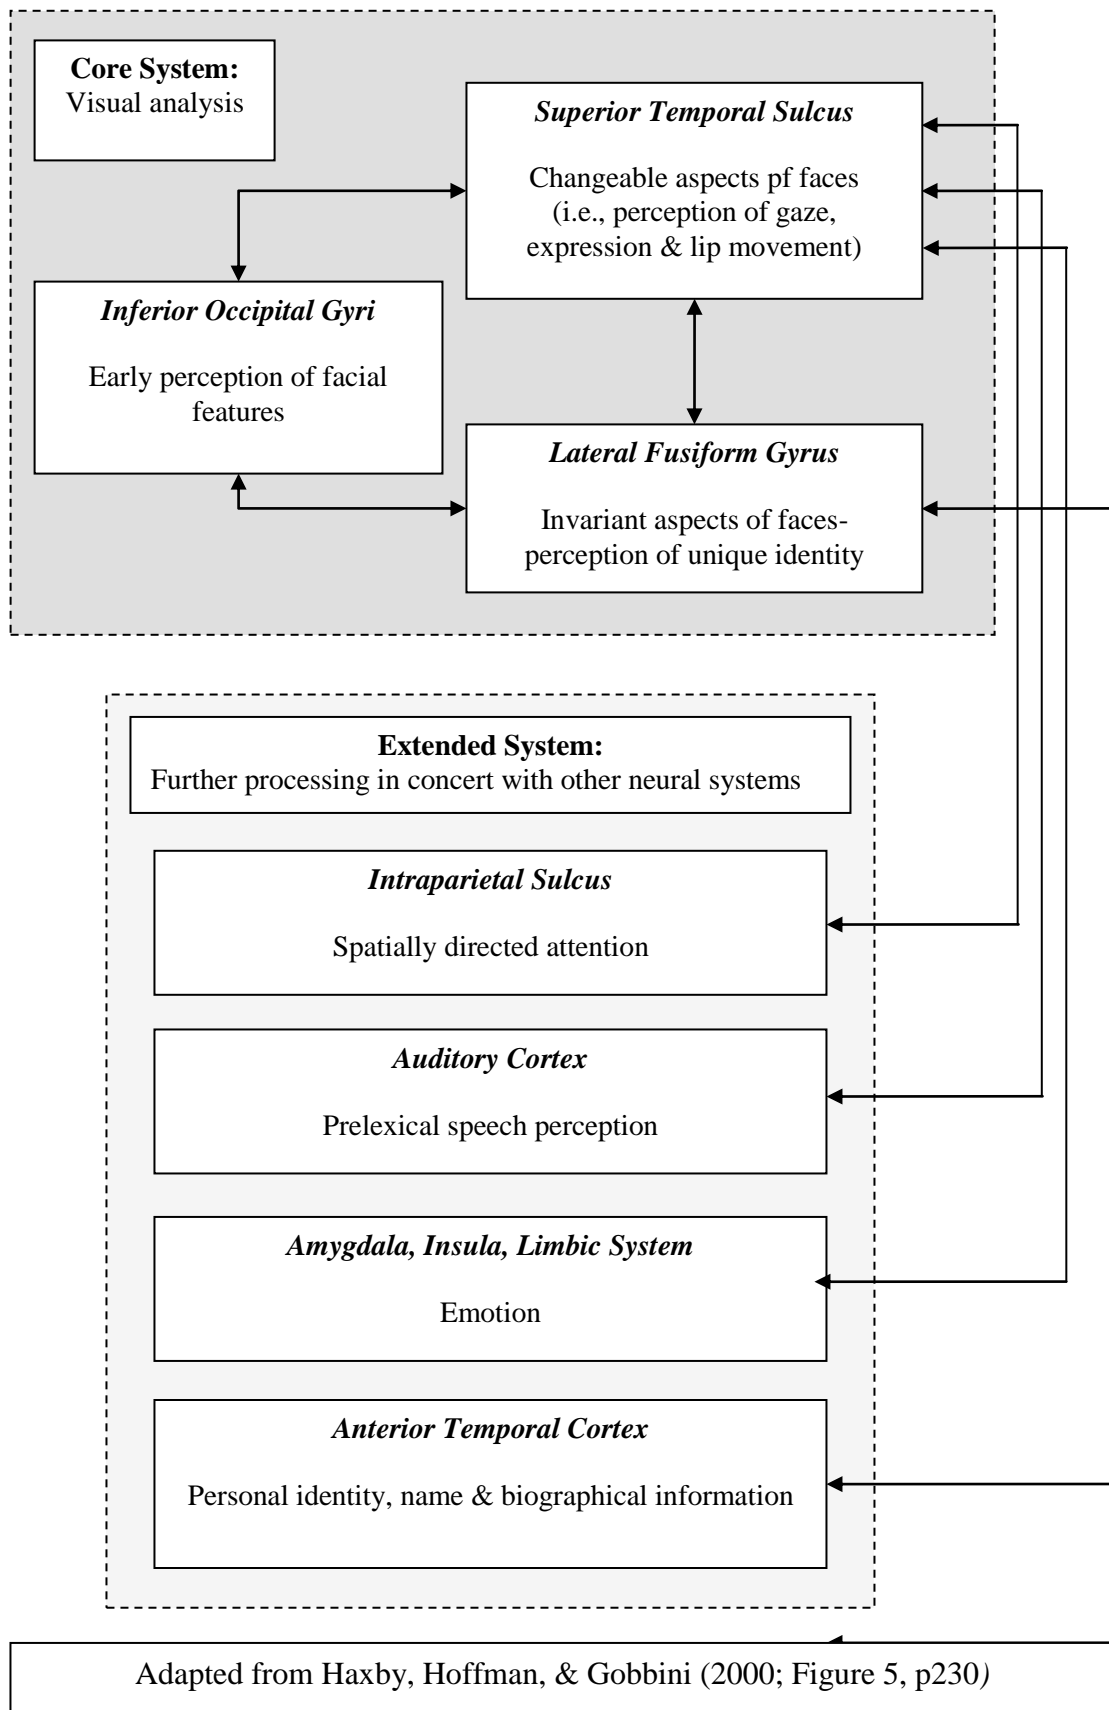 Core System:
Visual analysis
Superior Temporal Sulcus
Changeable aspects pf faces
(i.e., perception of gaze,
expression & lip movement)
Inferior Occipital Gyri
Early perception of facial
features
Lateral Fusiform Gyrus
Invariant aspects of faces-
perception of unique identity
Extended System:
Further processing in concert with other neural systems
Intraparietal Sulcus
Spatially directed attention
Auditory Cortex
Prelexical speech perception
Amygdala, Insula, Limbic System
Emotion
Anterior Temporal Cortex
Personal identity, name & biographical information
Adapted from Haxby, Hoffman, & Gobbini (2000; Figure 5, p230)